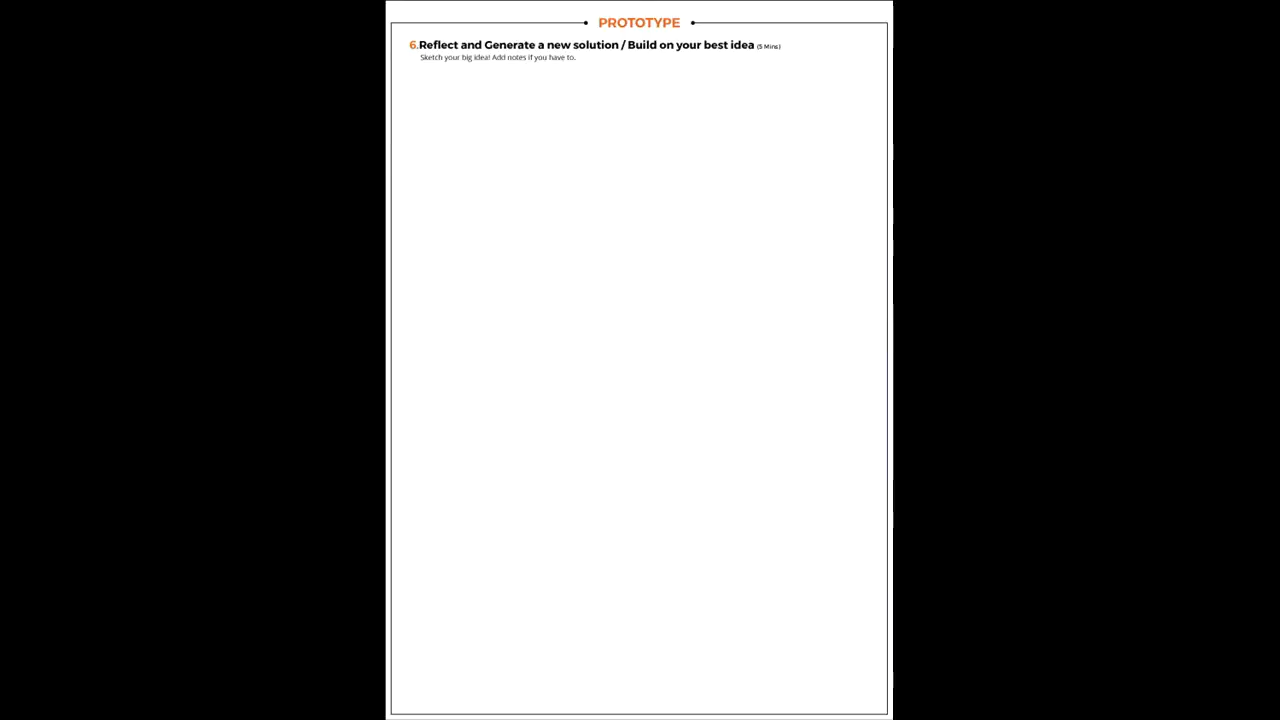 PROTOTYPE
6.Reflect and Generate a new solution / Build on your best idea (5 Mins)
Sketch your big idea! Add notes if you have to.